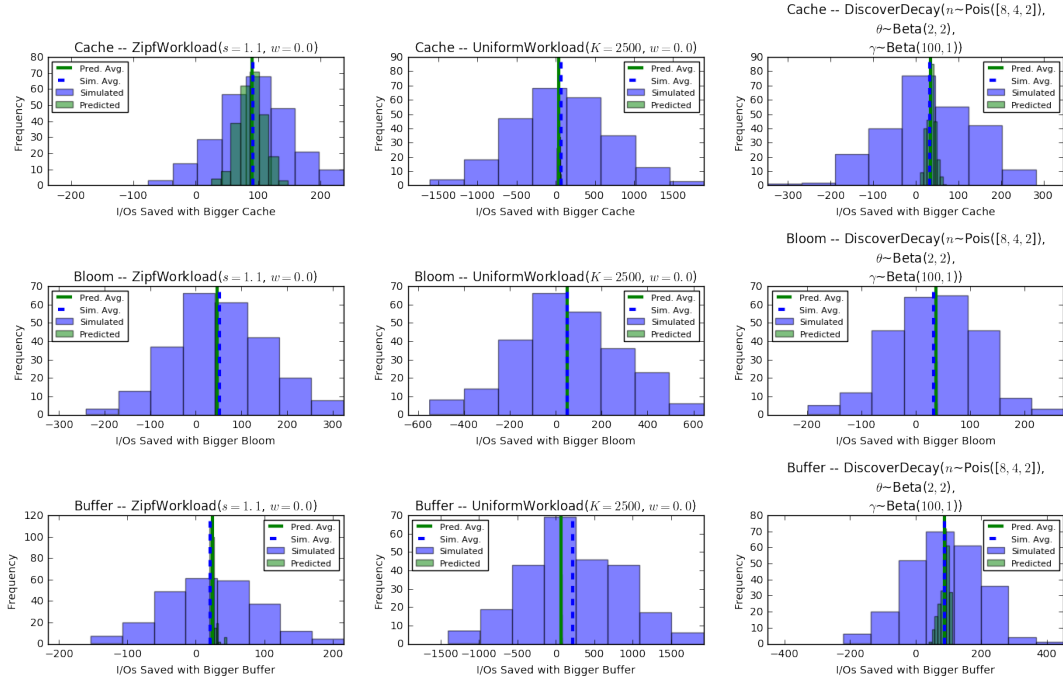 Cache -- ZipfWorkload(s = 1.1, w = 0.0)
80
70
60
50
40
30
20
10
0
Frequency
−200 −100 0 100 200
I/Os Saved with Bigger Cache
Pred. Avg.
Sim. Avg.
Simulated
Predicted
Cache -- UniformWorkload(K = 2500, w = 0.0)
80
70
60
50
40
30
20
10
0
Frequency
−1500 −1000 −500 0 500 1000 1500
I/Os Saved with Bigger Cache
Pred. Avg.
Sim. Avg.
Simulated
Predicted
Cache -- DiscoverDecay(n~Pois([8, 4, 2]),
θ~Beta(2, 2),
γ~Beta(100, 1))
90
80
70
60
50
40
30
20
10
0
Frequency
−300 −200 −100 0 100 200 300
I/Os Saved with Bigger Cache
Pred. Avg.
Sim. Avg.
Simulated
Predicted
Bloom -- ZipfWorkload(s = 1.1, w = 0.0)
70
60
50
40
30
20
10
0
Frequency
−300 −200 −100 0 100 200 300
I/Os Saved with Bigger Bloom
Pred. Avg.
Sim. Avg.
Simulated
Predicted
Bloom -- UniformWorkload(K = 2500, w = 0.0)
70
60
50
40
30
20
10
0
Frequency
−600 −400 −200 0 200 400 600
I/Os Saved with Bigger Bloom
Pred. Avg.
Sim. Avg.
Simulated
Predicted
Bloom -- DiscoverDecay(n~Pois([8, 4, 2]),
θ~Beta(2, 2),
γ~Beta(100, 1))
70
60
50
40
30
20
10
0
Frequency
−200 −100 0 100 200
I/Os Saved with Bigger Bloom
Pred. Avg.
Sim. Avg.
Simulated
Predicted
Buffer -- ZipfWorkload(s = 1.1, w = 0.0)
120
100
80
60
40
20
0
Frequency
−200 −100 0 100 200
I/Os Saved with Bigger Buffer
Pred. Avg.
Sim. Avg.
Simulated
Predicted
Buffer -- UniformWorkload(K = 2500, w = 0.0)
70
60
50
40
30
20
10
0
Frequency
−1500 −1000 −500 0 500 1000 1500
I/Os Saved with Bigger Buffer
Pred. Avg.
Sim. Avg.
Simulated
Predicted
Buffer -- DiscoverDecay(n~Pois([8, 4, 2]),
θ~Beta(2, 2),
γ~Beta(100, 1))
80
70
60
50
40
30
20
10
0
Frequency
−400 −200 0 200 400
I/Os Saved with Bigger Buffer
Pred. Avg.
Sim. Avg.
Simulated
Predicted